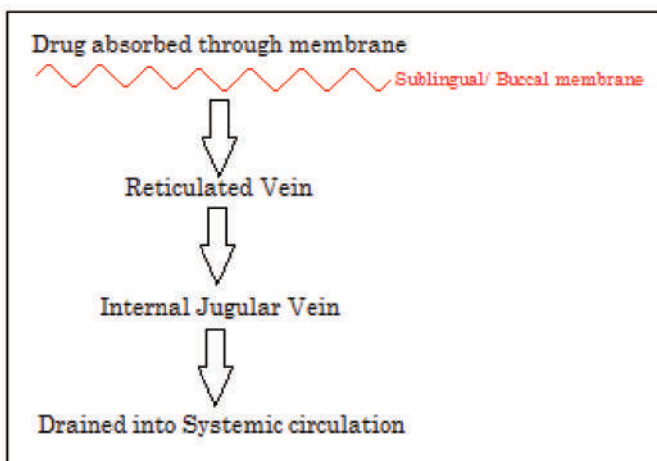 Drug absorbed through membrane
Sublingual/ Buccal membrane
Reticulated Vein
Internal Jugular Vein
Drained into Systemic circulation